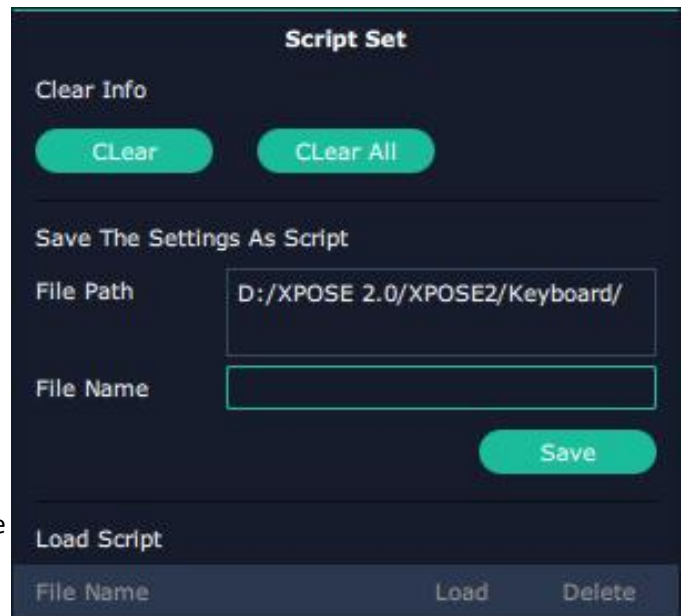 Script Set
Clear Info
CLear CLear All
Save The Settings As Script
File Path D:/XPOSE 2.0/XPOSE2/Keyboard/
File Name
Save
e
Load Script
File Name Load Delete